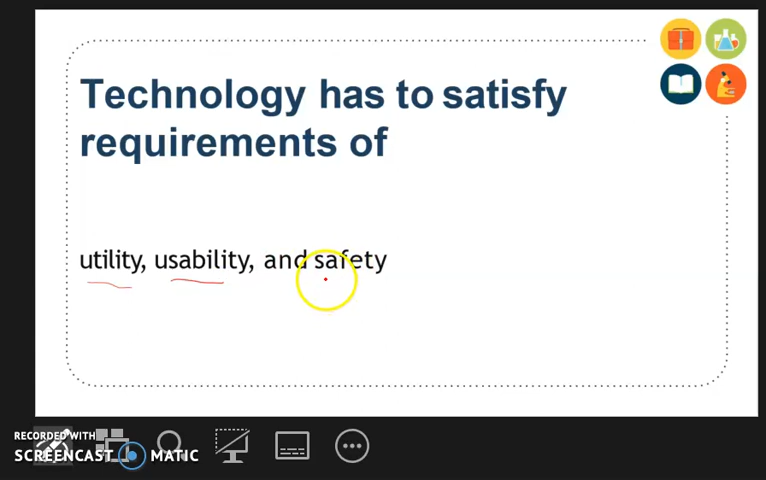 Technology has to satisfy
requirements of
utility, usability, and safety
RECORDED WITH
SCREENCAST MATIC